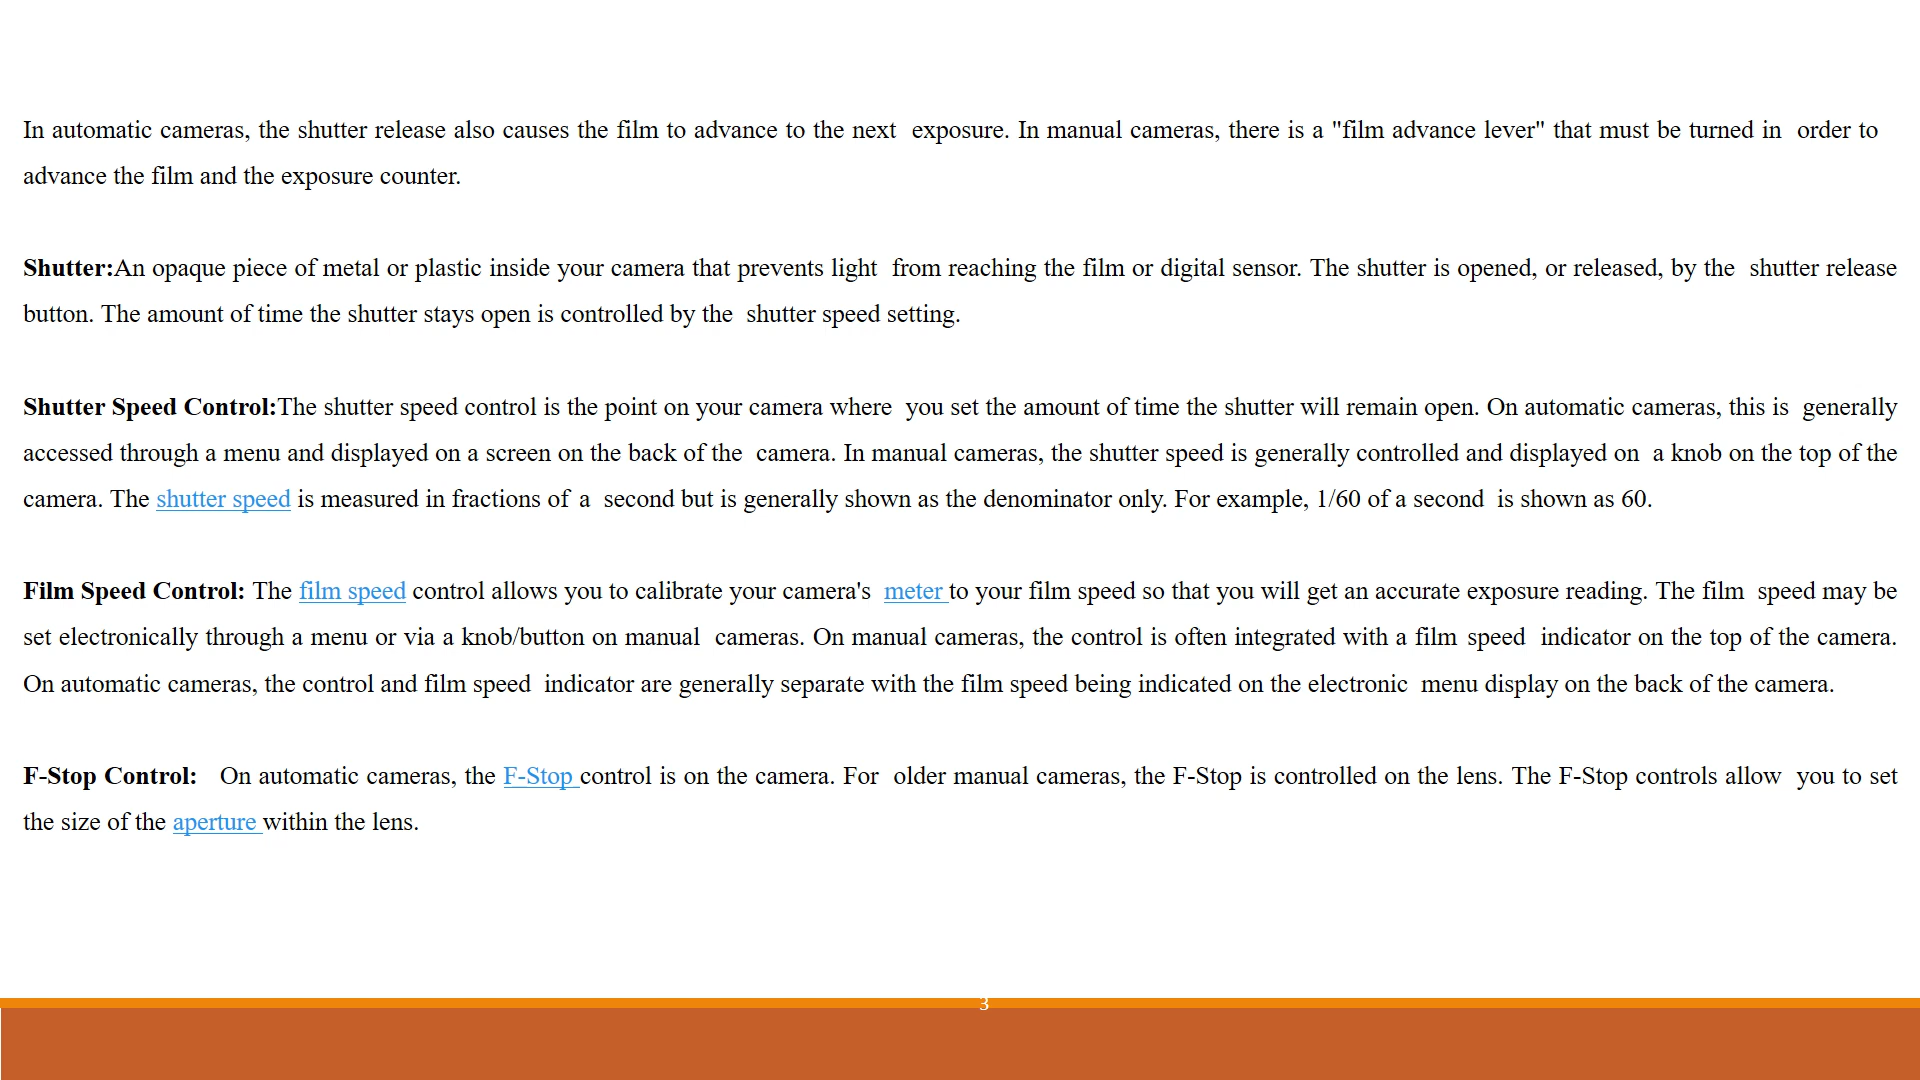 In automatic cameras, the shutter release also causes the film to advance to the next exposure. In manual cameras, there is a "film advance lever" that must be turned in order to
advance the film and the exposure counter.
Shutter:An opaque piece of metal or plastic inside your camera that prevents light from reaching the film or digital sensor. The shutter is opened, or released, by the shutter release
button. The amount of time the shutter stays open is controlled by the shutter speed setting.
Shutter Speed Control:The shutter speed control is the point on your camera where you set the amount of time the shutter will remain open. On automatic cameras, this is generally
accessed through a menu and displayed on a screen on the back of the camera. In manual cameras, the shutter speed is generally controlled and displayed on a knob on the top of the
camera. The shutter speed is measured in fractions of a second but is generally shown as the denominator only. For example, 1/60 of a second is shown as 60.
Film Speed Control: The film speed control allows you to calibrate your camera's meter to your film speed so that you will get an accurate exposure reading. The film speed may be
set electronically through a menu or via a knob/button on manual cameras. On manual cameras, the control is often integrated with a film speed indicator on the top of the camera.
On automatic cameras, the control and film speed indicator are generally separate with the film speed being indicated on the electronic menu display on the back of the camera.
F-Stop Control: On automatic cameras, the F-Stop control is on the camera. For older manual cameras, the F-Stop is controlled on the lens. The F-Stop controls allow you to set
the size of the aperture within the lens.
3